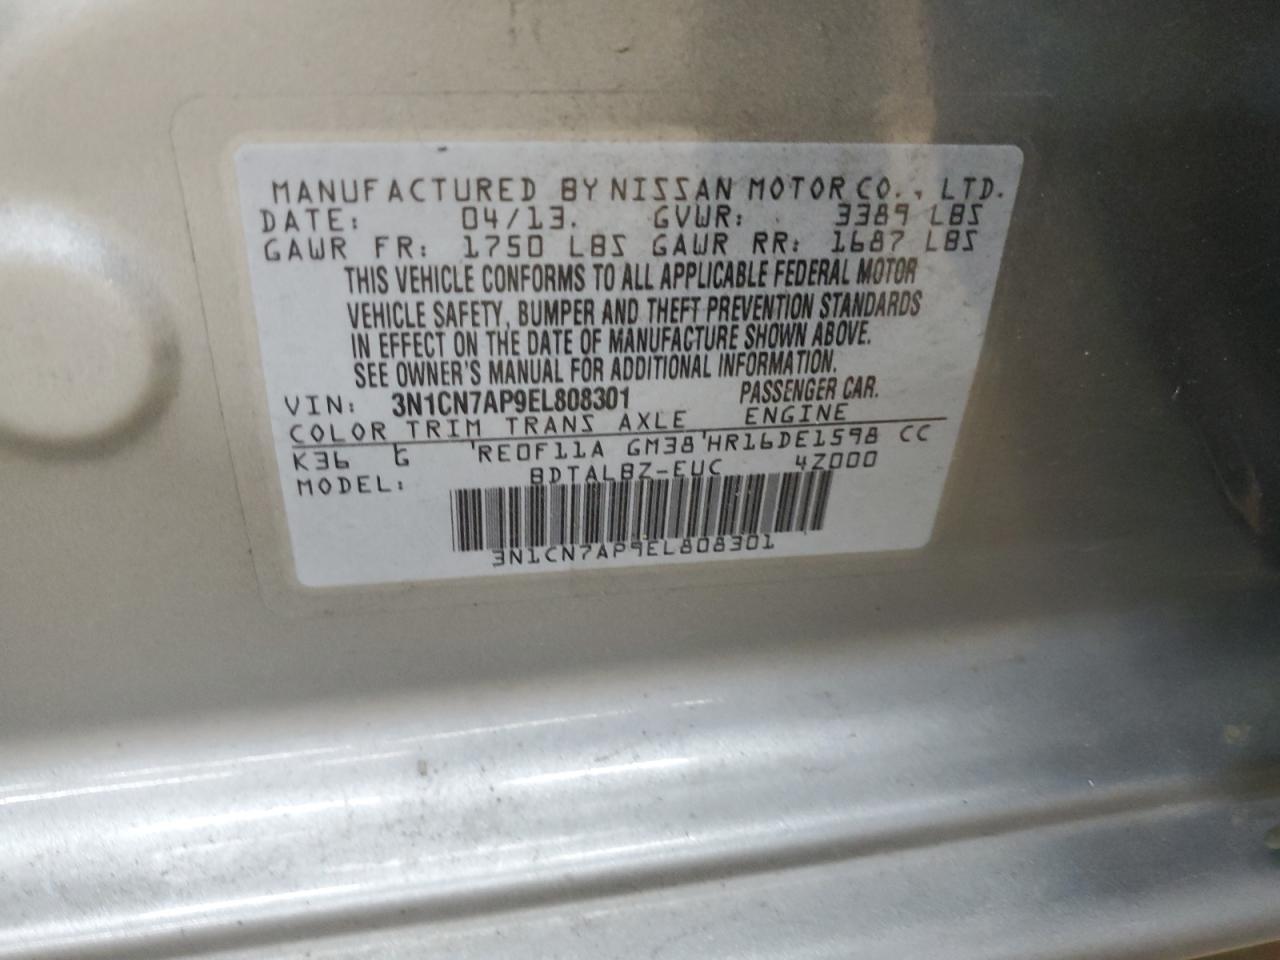 MANUFACTURED BY NISSAN MOTOR CO., LTD.
DATE: 04/13. GVWR: 3389 LBS
GAWR FR: 1750 LBS GAWR RR: 1687 LBS
THIS VEHICLE CONFORMS TO ALL APPLICABLE FEDERAL MOTOR
VEHICLE SAFETY, BUMPER AND THEFT PREVENTION STANDARDS
IN EFFECT ON THE DATE OF MANUFACTURE SHOWN ABOVE.
SEE OWNER'S MANUAL FOR ADDITIONAL INFORMATION.
VIN: 3N1CN7AP9EL808301 PASSENGER CAR.
COLOR TRIM TRANS AXLE ENGINE
K36 G RE0F11A GM38 HR16DE1598 CC
MODEL: BDTALBZ-EUC 4Z000
3N1CN7AP9EL808301